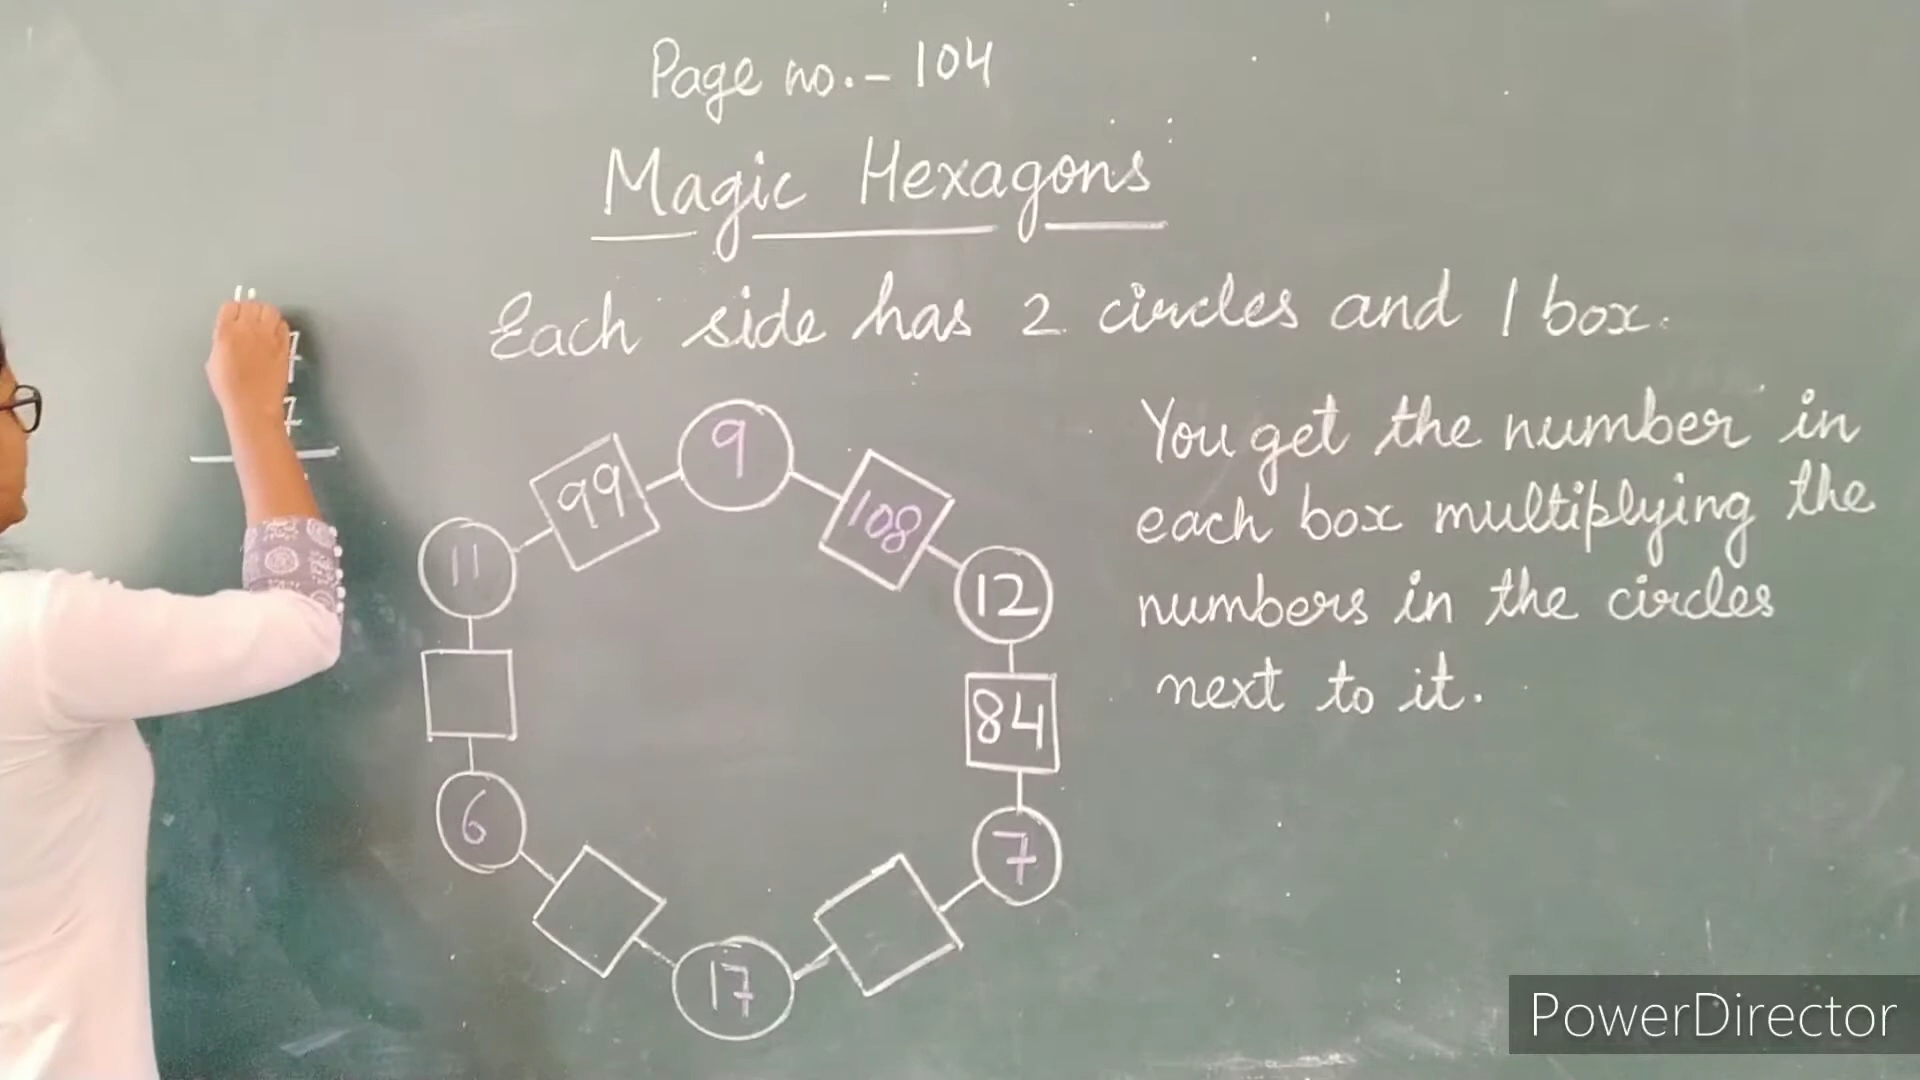 Page no.- 104
Magic Hexagons
Each side has 2 circles and 1 box.
You get the number in
each box multiplying the
numbers in the circles
next to it.
7
7
9
99
108
11
12
84
6
7
17
PowerDirector